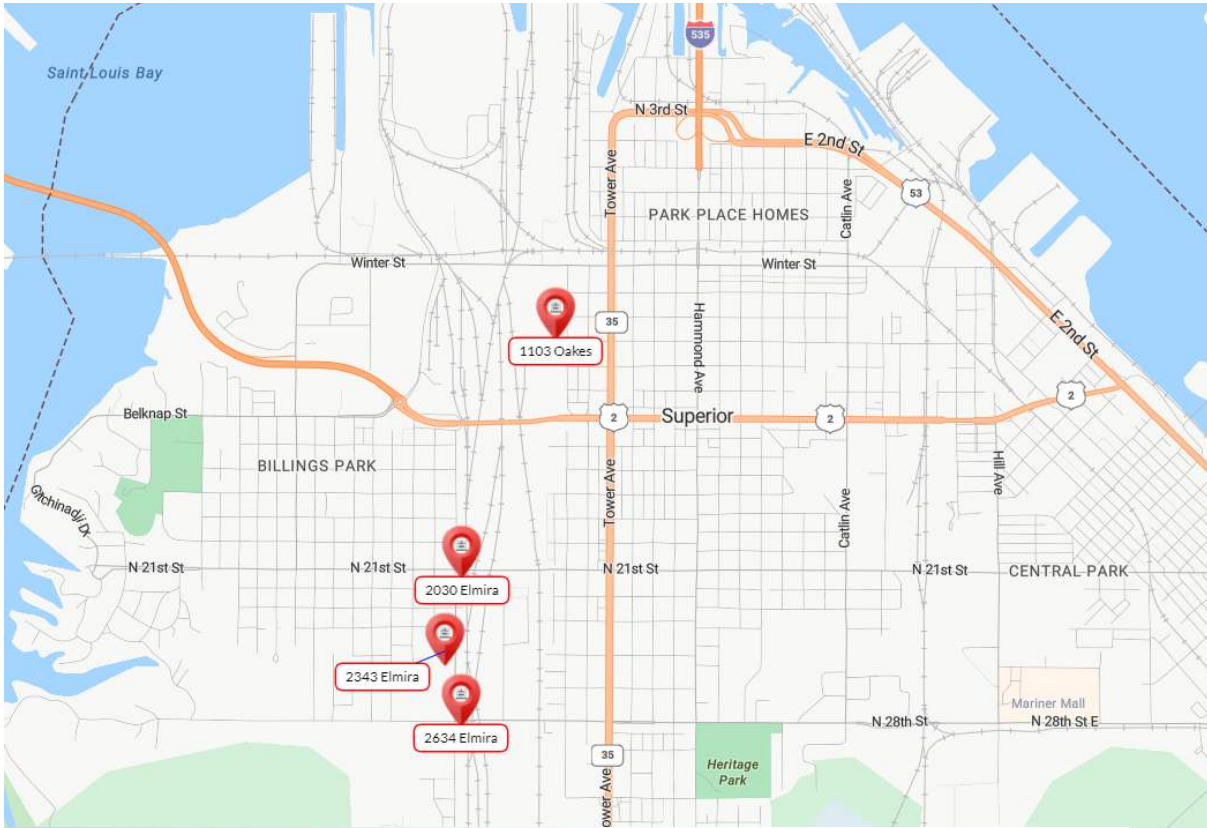 535
Saint Louis Bay
N 3rd St
E 2nd St
Tower Ave
53
PARK PLACE HOMES
Catlin Ave
Winter St
Winter St
1103 Oakes
35
Hammond Ave
E 2nd St
Belknap St
2
Superior
2
2
BILLINGS PARK
Tower Ave
Hill Ave
Gitchinadji Dr
Catlin Ave
N 21st St
N 21st St
N 21st St
N 21st St
CENTRAL PARK
2030 Elmira
2343 Elmira
Mariner Mall
2634 Elmira
N 28th St
N 28th St E
35
Heritage
Park
ower Ave